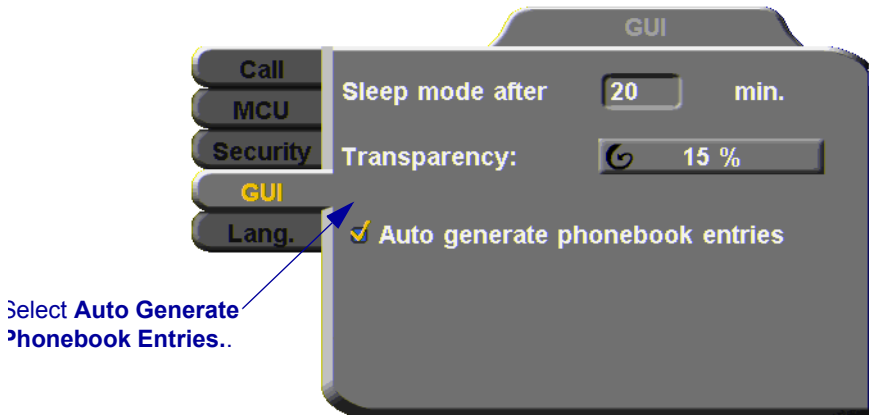 GUI
Call
MCU
Security
GUI
Lang.
Sleep mode after 20 min.
Transparency: 15 %
Auto generate phonebook entries
Select Auto Generate
Phonebook Entries..